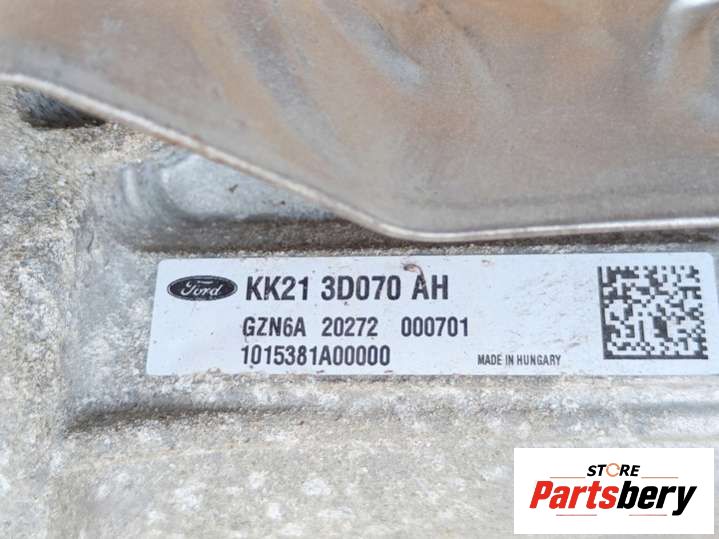 Ford KK21 3D070 AH
GZN6A 20272 000701
1015381A00000
MADE IN HUNGARY
STORE
Partsbery